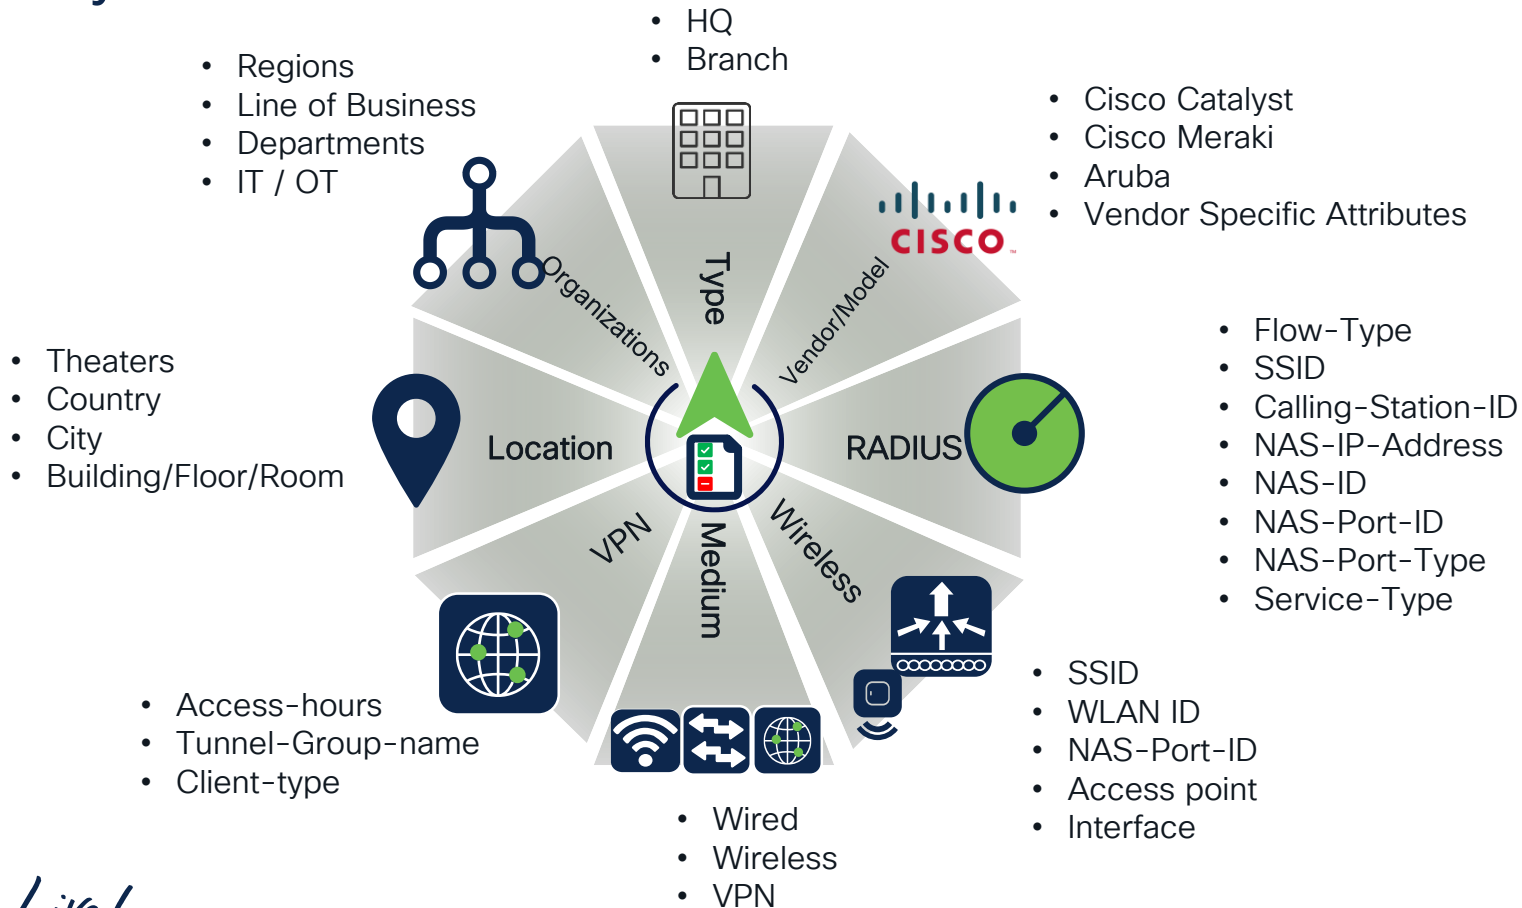 • HQ
• Branch
• Regions
• Line of Business
• Departments
• IT / OT
• Cisco Catalyst
• Cisco Meraki
• Aruba
• Vendor Specific Attributes
CISCO
Organizations
Type
Vendor/Model
• Theaters
• Country
• City
• Building/Floor/Room
Location
RADIUS
• Flow-Type
• SSID
• Calling-Station-ID
• NAS-IP-Address
• NAS-ID
• NAS-Port-ID
• NAS-Port-Type
• Service-Type
VPN
Medium
Wireless
• Access-hours
• Tunnel-Group-name
• Client-type
• SSID
• WLAN ID
• NAS-Port-ID
• Access point
• Interface
• Wired
• Wireless
• VPN